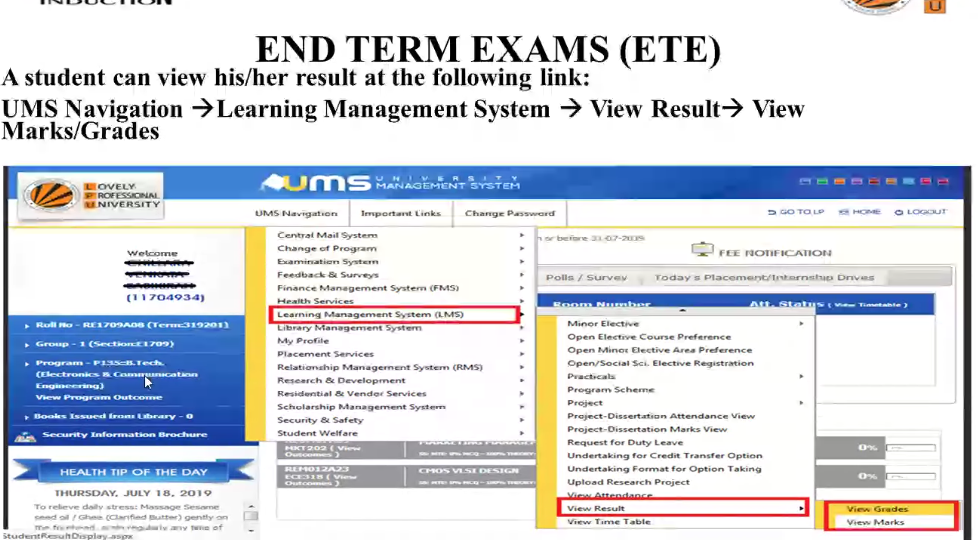 INDUCTION
END TERM EXAMS (ETE)
A student can view his/her result at the following link:
UMS Navigation →Learning Management System → View Result→ View
Marks/Grades
LOVELY
PROFESSIONAL
UNIVERSITY
UMS UNIVERSITY
MANAGEMENT SYSTEM
UMS Navigation
Important Links
Change Password
GO TO LP
HOME
LOGOUT
Welcome
(11704934)
Roll No - RE1709A08 (Term:319201)
Group - 1 (Section:E1709)
Program - P135::B.Tech.
(Electronics & Communication
Engineering)
View Program Outcome
Books Issued from Library - 0
Security Information Brochure
HEALTH TIP OF THE DAY
THURSDAY, JULY 18, 2019
To relieve daily stress: Massage Sesame
seed oil / Ghee (Clarified Butter) gently on
the forehead, scalp regularly any time of
StudentResultDisplay.aspx
Central Mail System
Change of Program
Examination System
Feedback & Surveys
Finance Management System (FMS)
Health Services
Learning Management System (LMS)
Library Management System
My Profile
Placement Services
Relationship Management System (RMS)
Research & Development
Residential & Vendor Services
Scholarship Management System
Security & Safety
Student Welfare
n or before 31-07-2019
FEE NOTIFICATION
Polls / Survey
Today's Placement/Internship Drives
Room Number
Att. Status ( View Timetable )
Minor Elective
Open Elective Course Preference
Open Minor Elective Area Preference
Open/Social Sci. Elective Registration
Practicals
Program Scheme
Project
Project-Dissertation Attendance View
Project-Dissertation Marks View
Request for Duty Leave
Undertaking for Credit Transfer Option
Undertaking Format for Option Taking
Upload Research Project
View Attendance
View Result
View Time Table
View Grades
View Marks
MKT202 ( View
Outcomes )
REM012A23
ECE318 ( View
Outcomes )
CMOS VLSI DESIGN
0%
0%